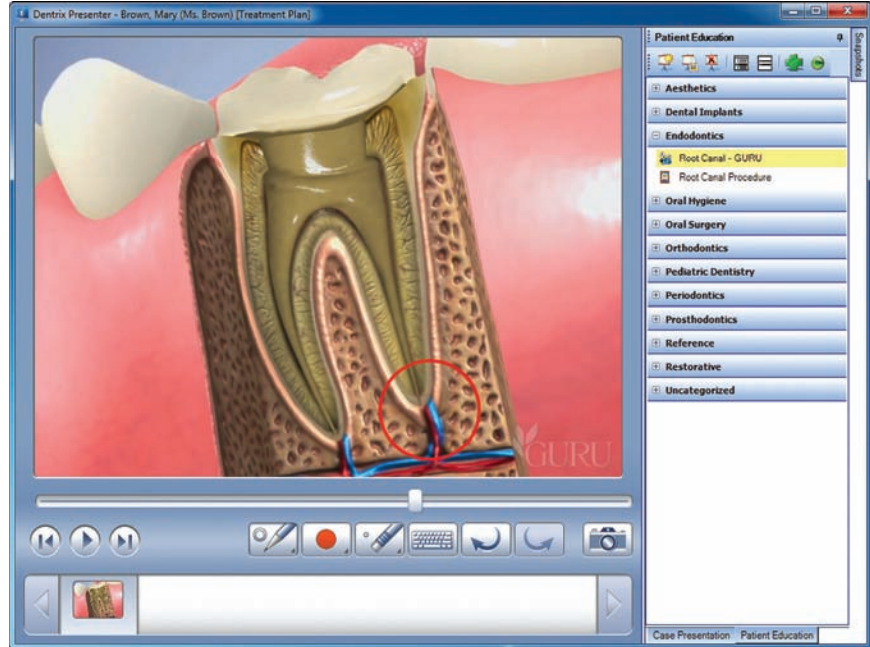 Dentrix Presenter - Brown, Mary (Ms. Brown) [Treatment Plan]
Patient Education
Snapshots
Aesthetics
Dental Implants
Endodontics
Root Canal - GURU
Root Canal Procedure
Oral Hygiene
Oral Surgery
Orthodontics
Pediatric Dentistry
Periodontics
Prosthodontics
Reference
Restorative
Uncategorized
GURU
Case Presentation Patient Education